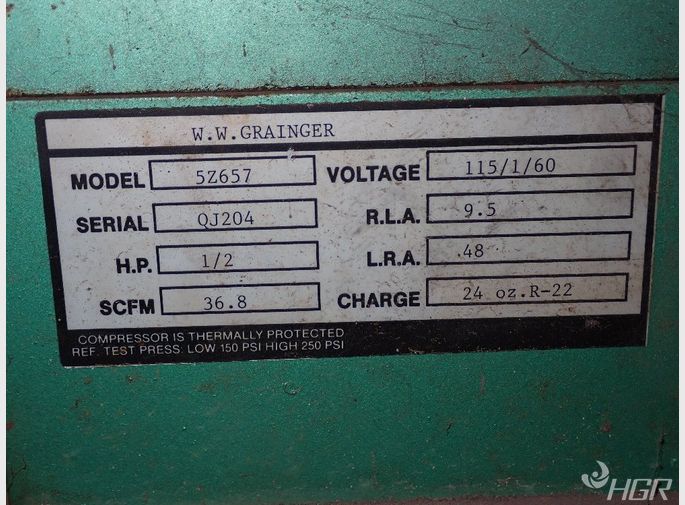 W.W.GRAINGER
MODEL 5Z657 VOLTAGE 115/1/60
SERIAL QJ204 R.L.A. 9.5
H.P. 1/2 L.R.A. 48
SCFM 36.8 CHARGE 24 oz.R-22
COMPRESSOR IS THERMALLY PROTECTED
REF. TEST PRESS. LOW 150 PSI HIGH 250 PSI
HGR